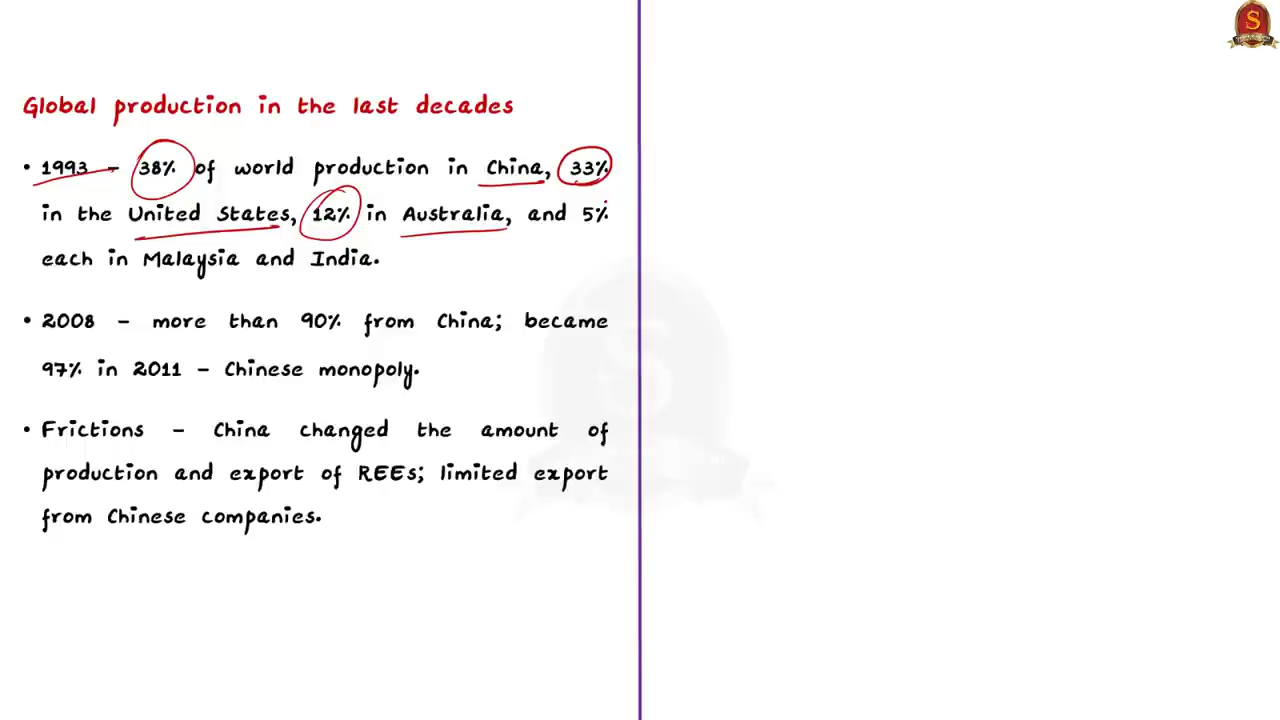 Global production in the last decades
• 1993 – 38% of world production in China, 33%
in the United States, 12% in Australia, and 5%
each in Malaysia and India.
• 2008 – more than 90% from China; became
97% in 2011 – Chinese monopoly.
• Frictions – China changed the amount of
production and export of REEs; limited export
from Chinese companies.
S
S